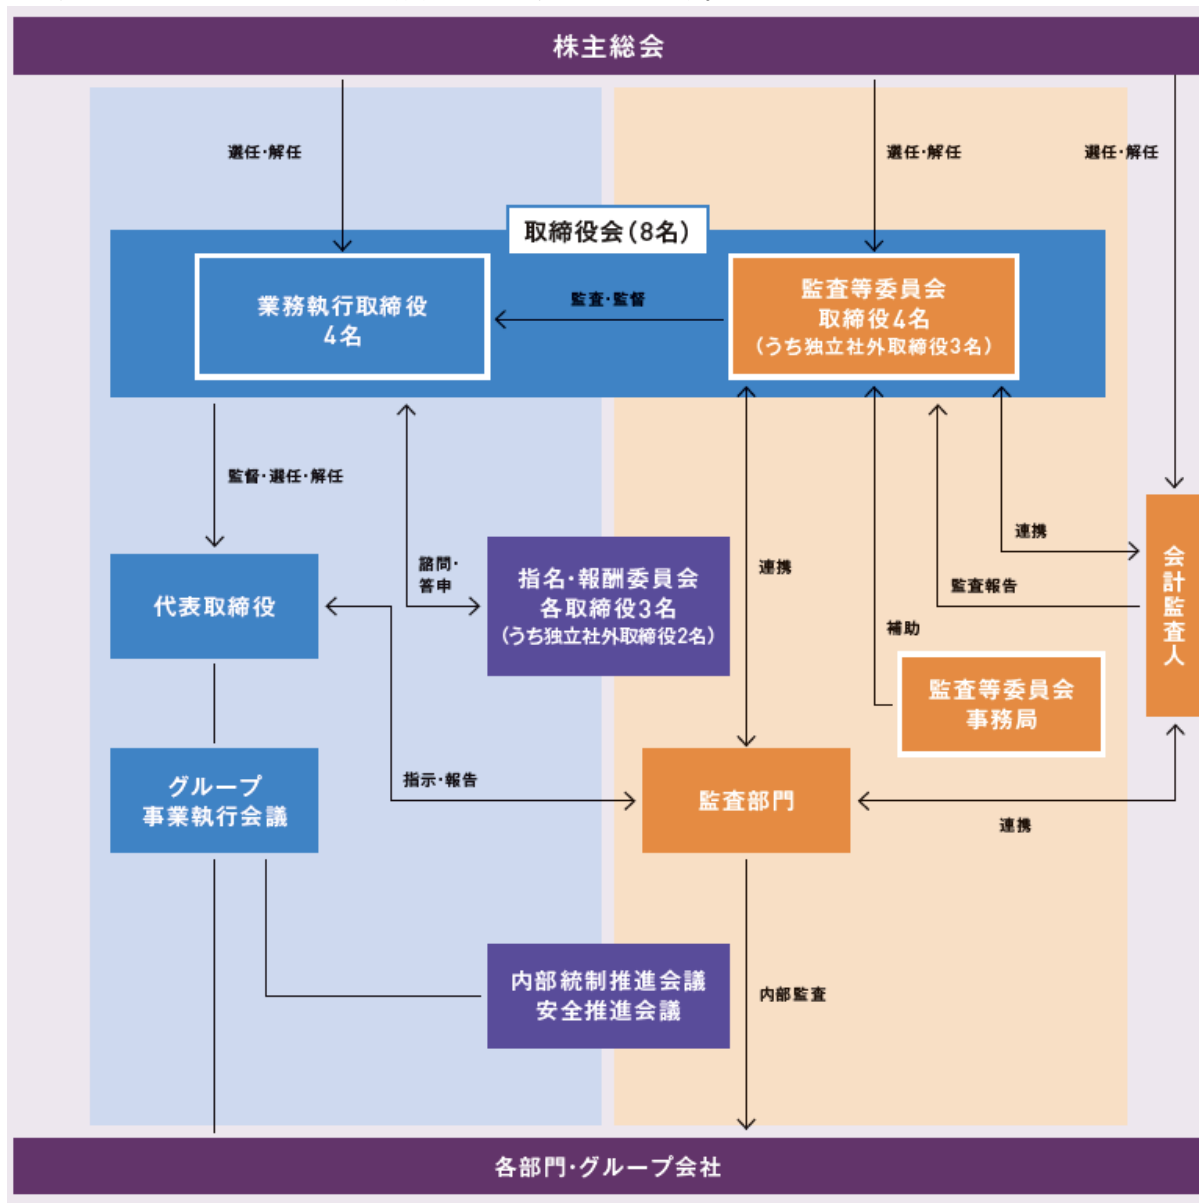 株主総会
選任・解任
選任・解任
選任・解任
取締役会(8名)
業務執行取締役
4名
監査・監督
監査等委員会
取締役4名
(うち独立社外取締役3名)
監督・選任・解任
諮問・
答申
指名・報酬委員会
各取締役3名
(うち独立社外取締役2名)
連携
連携
監査報告
補助
会計監査人
代表取締役
監査等委員会
事務局
グループ
事業執行会議
指示・報告
監査部門
連携
内部統制推進会議
安全推進会議
内部監査
各部門・グループ会社